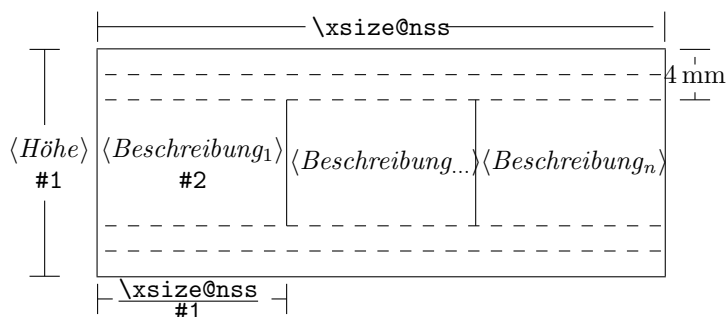 \xsize@nss
4 mm
⟨Höhe⟩ ⟨Beschreibung₁⟩ ⟨Beschreibung...⟩ ⟨Beschreibungₙ⟩
#1 #2
\xsize@nss
#1